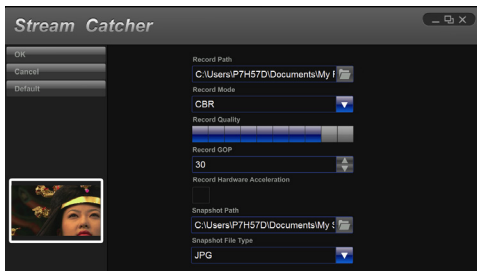 Stream Catcher
OK
Cancel
Default
Record Path
C:\Users\P7H57D\Documents\My
Record Mode
CBR
Record Quality
Record GOP
30
Record Hardware Acceleration
Snapshot Path
C:\Users\P7H57D\Documents\My
Snapshot File Type
JPG